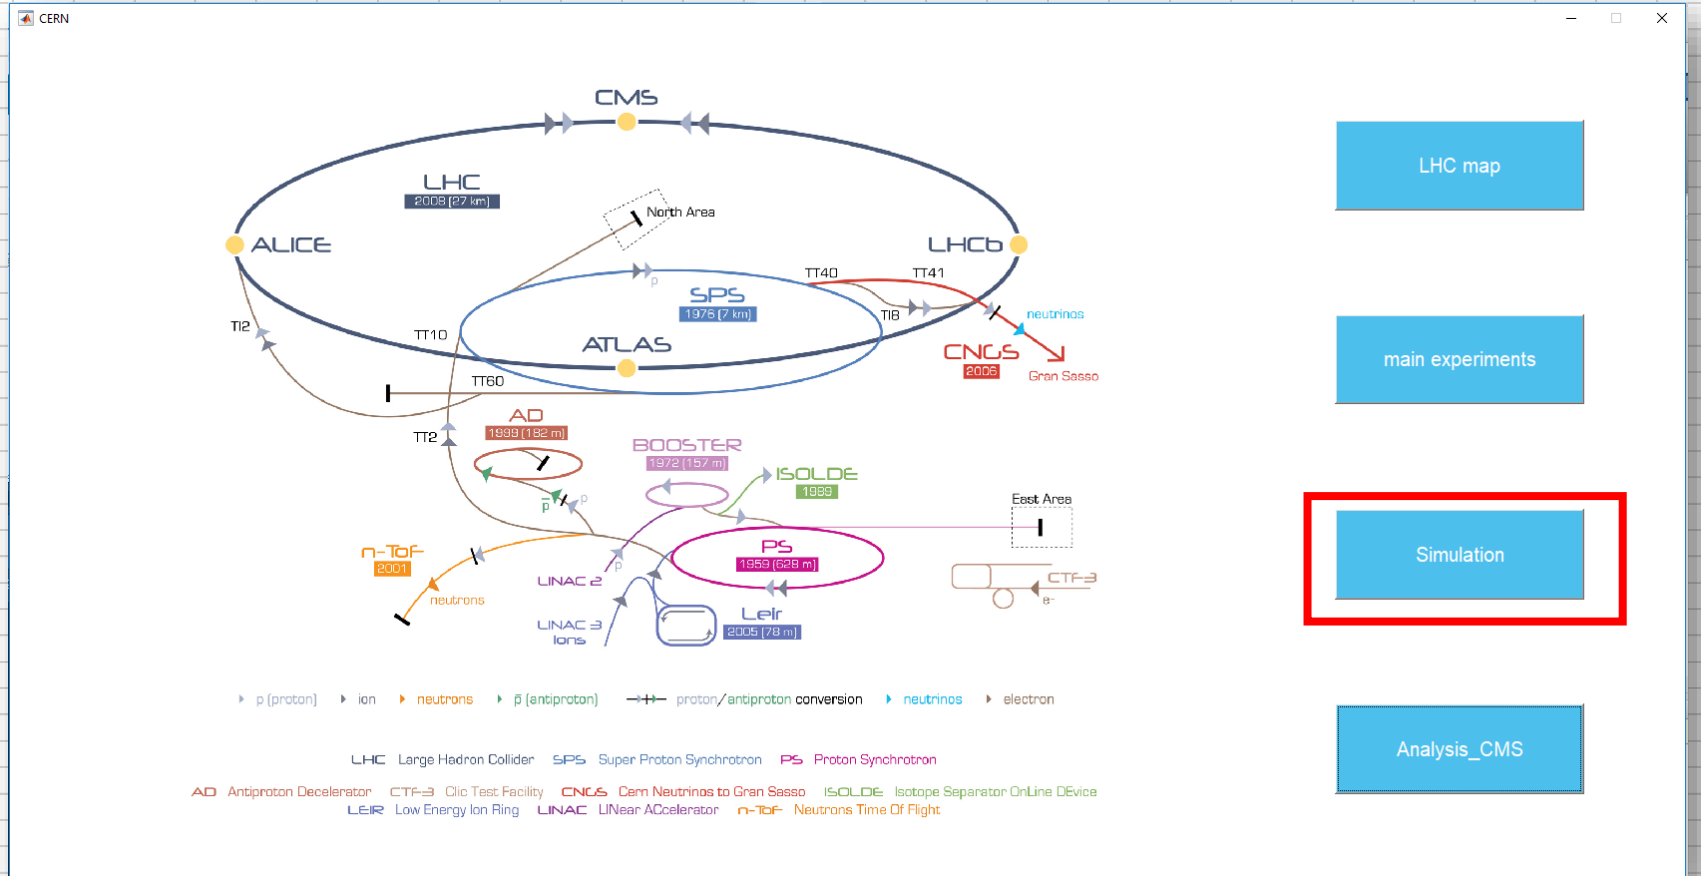 CERN
CMS
LHC
2008 (27 km)
North Area
ALICE
LHCb
TT40
TT41
p
SPS
1976 (7 km)
TI8
neutrinos
TI2
TT10
ATLAS
CNGS
2006
Gran Sasso
TT60
AD
1999 (182 m)
TT2
BOOSTER
1972 (157 m)
ISOLDE
1989
p̅
p
East Area
n-ToF
2001
PS
1959 (628 m)
p
LINAC 2
neutrons
CTF-3
e-
LINAC 3
Ions
Leir
2005 (78 m)
p (proton) ion neutrons p̅ (antiproton) proton/antiproton conversion neutrinos electron
LHC Large Hadron Collider SPS Super Proton Synchrotron PS Proton Synchrotron
AD Antiproton Decelerator CTF-3 Clic Test Facility CNGS Cern Neutrinos to Gran Sasso ISOLDE Isotope Separator OnLine DEvice
LEIR Low Energy Ion Ring LINAC LINear ACcelerator n-ToF Neutrons Time Of Flight
LHC map
main experiments
Simulation
Analysis_CMS